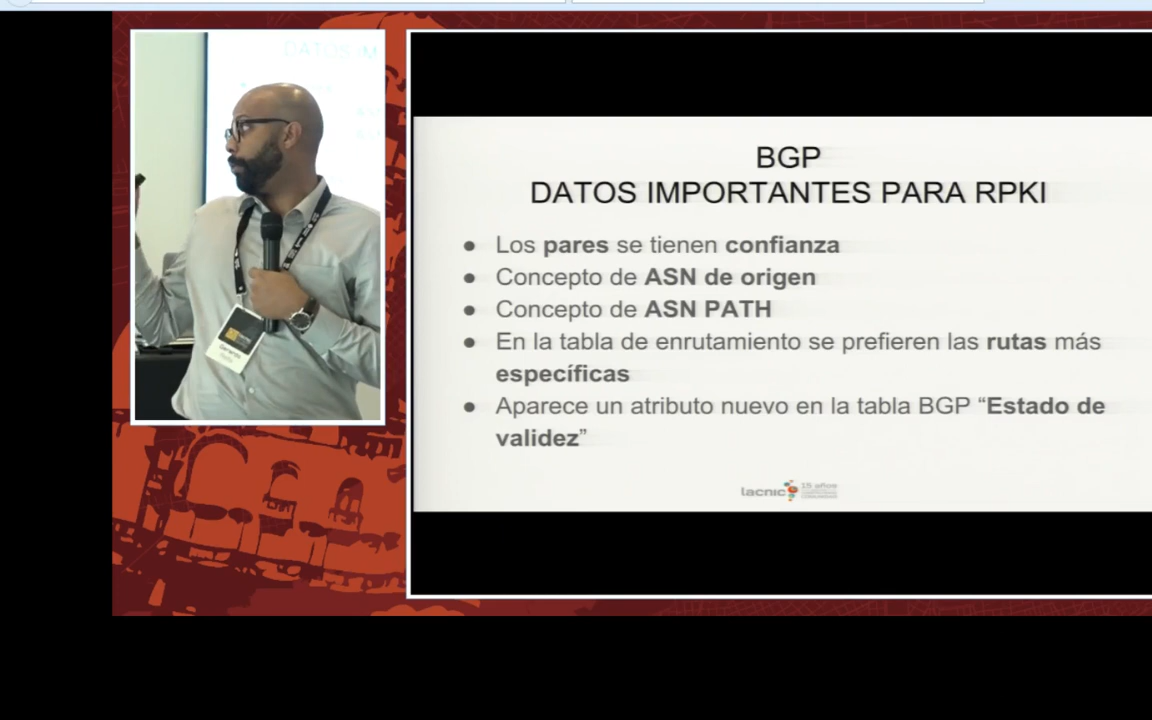 BGP
DATOS IMPORTANTES PARA RPKI
● Los pares se tienen confianza
● Concepto de ASN de origen
● Concepto de ASN PATH
● En la tabla de enrutamiento se prefieren las rutas más
específicas
● Aparece un atributo nuevo en la tabla BGP “Estado de
validez”
lacnic 15 años